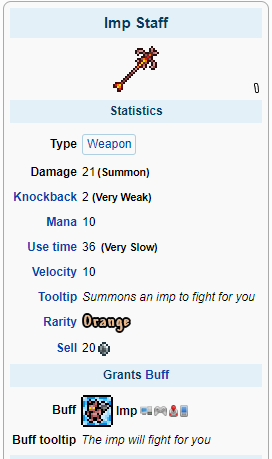 Imp Staff
Statistics
Type Weapon
Damage 21 (Summon)
Knockback 2 (Very Weak)
Mana 10
Use time 36 (Very Slow)
Velocity 10
Tooltip Summons an imp to fight for you
Rarity Orange
Sell 20
Grants Buff
Buff Imp
Buff tooltip The imp will fight for you